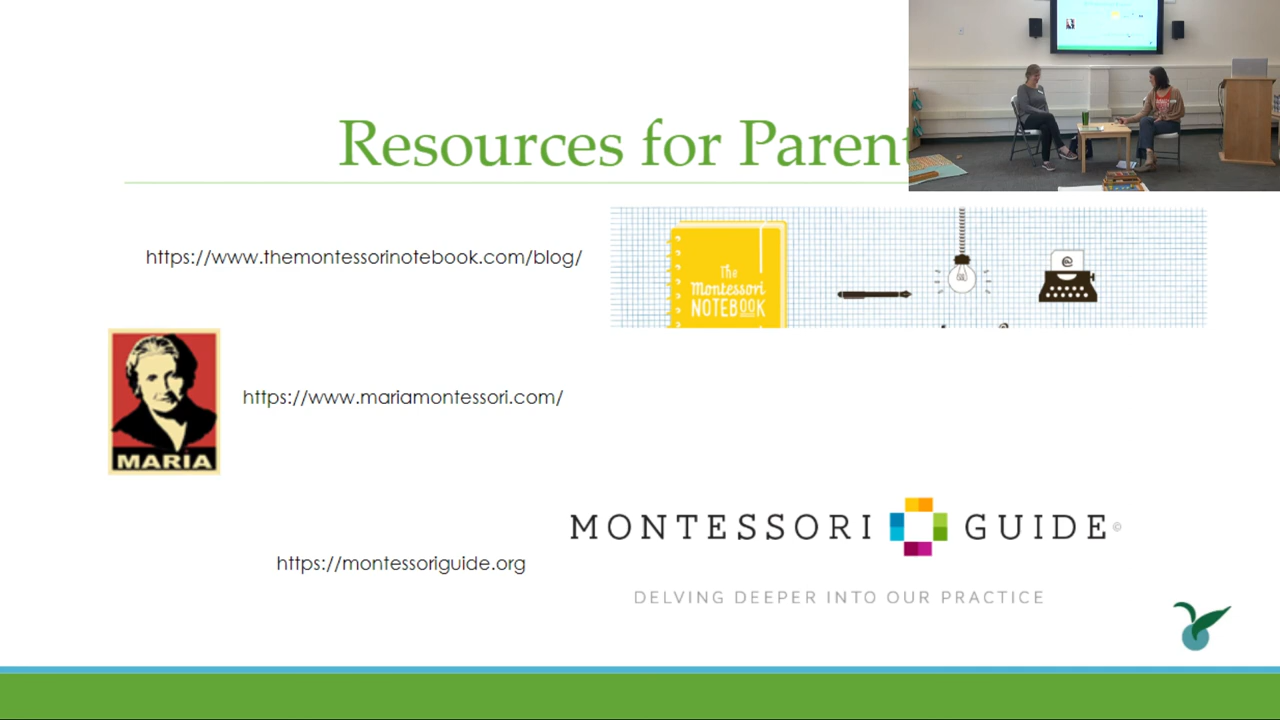 Resources for Parent
https://www.themontessorinotebook.com/blog/
The
Montessori
NOTEBOOK
@
https://www.mariamontessori.com/
MARIA
MONTESSORI GUIDE©
https://montessoriguide.org
DELVING DEEPER INTO OUR PRACTICE